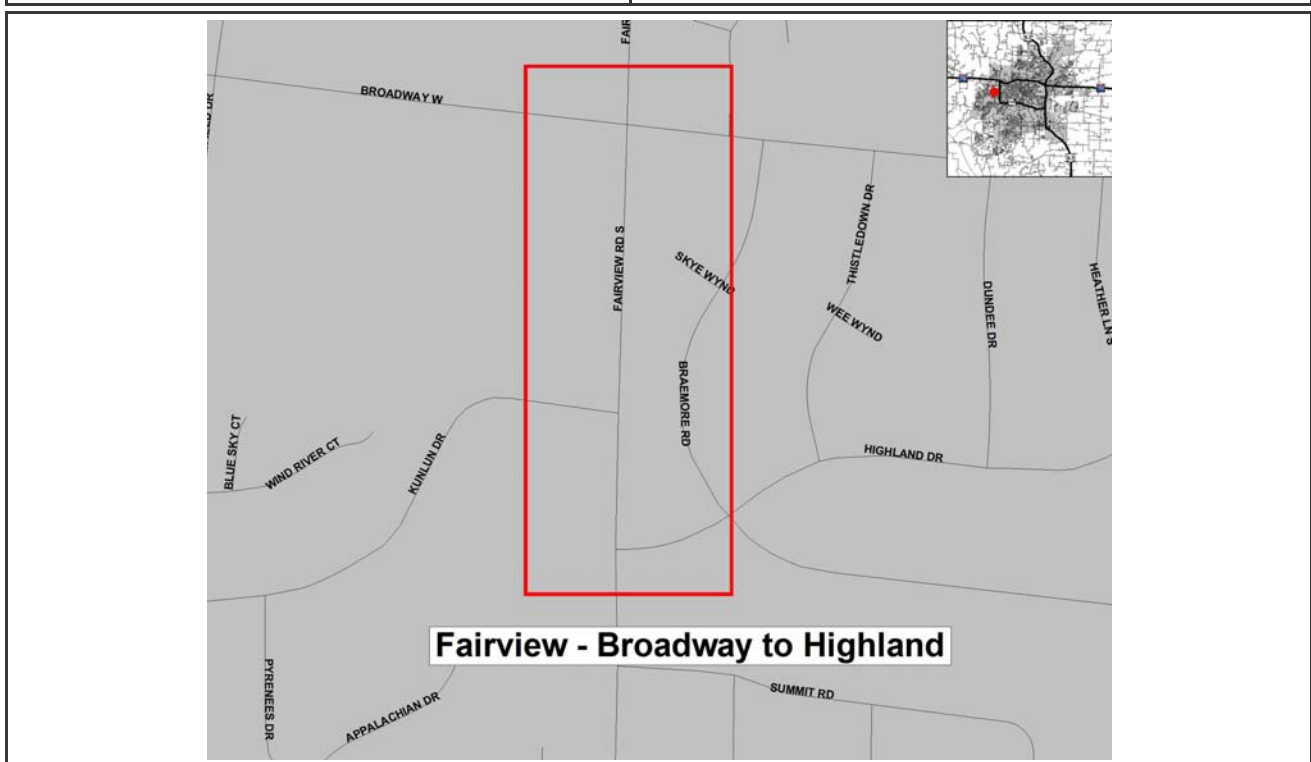 FAIR
BROADWAY W
FAIRVIEW RD S
SKYE WYND
THISTLEDOWN DR
WEE WYND
DUNDEE DR
HEATHER LN S
BRAEMORE RD
HIGHLAND DR
BLUE SKY CT
WIND RIVER CT
KUNLUN DR
Fairview - Broadway to Highland
PYRENEES DR
APPALACHIAN DR
SUMMIT RD